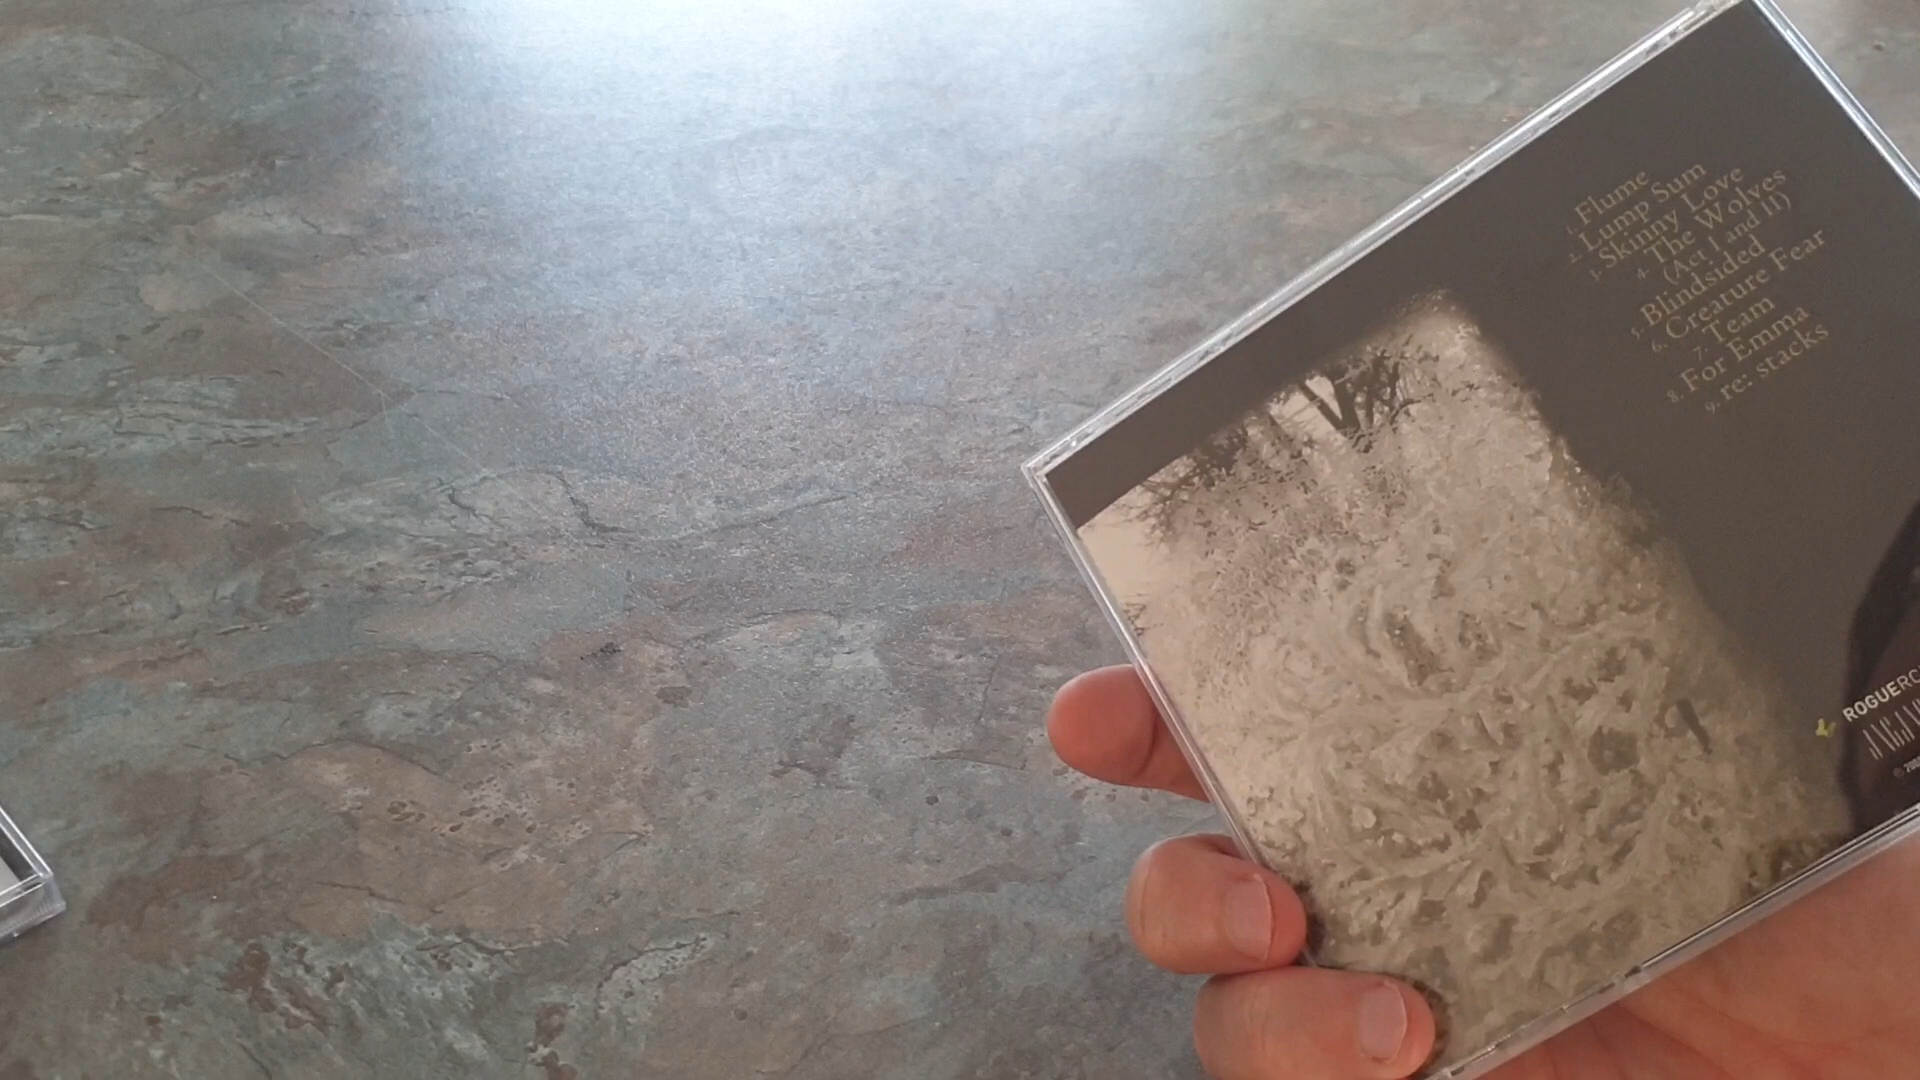 1. Flume
2. Lump Sum
3. Skinny Love
4. The Wolves
(Act I and II)
5. Blindsided
6. Creature Fear
7. Team
8. For Emma
9. re: stacks
ROGUE